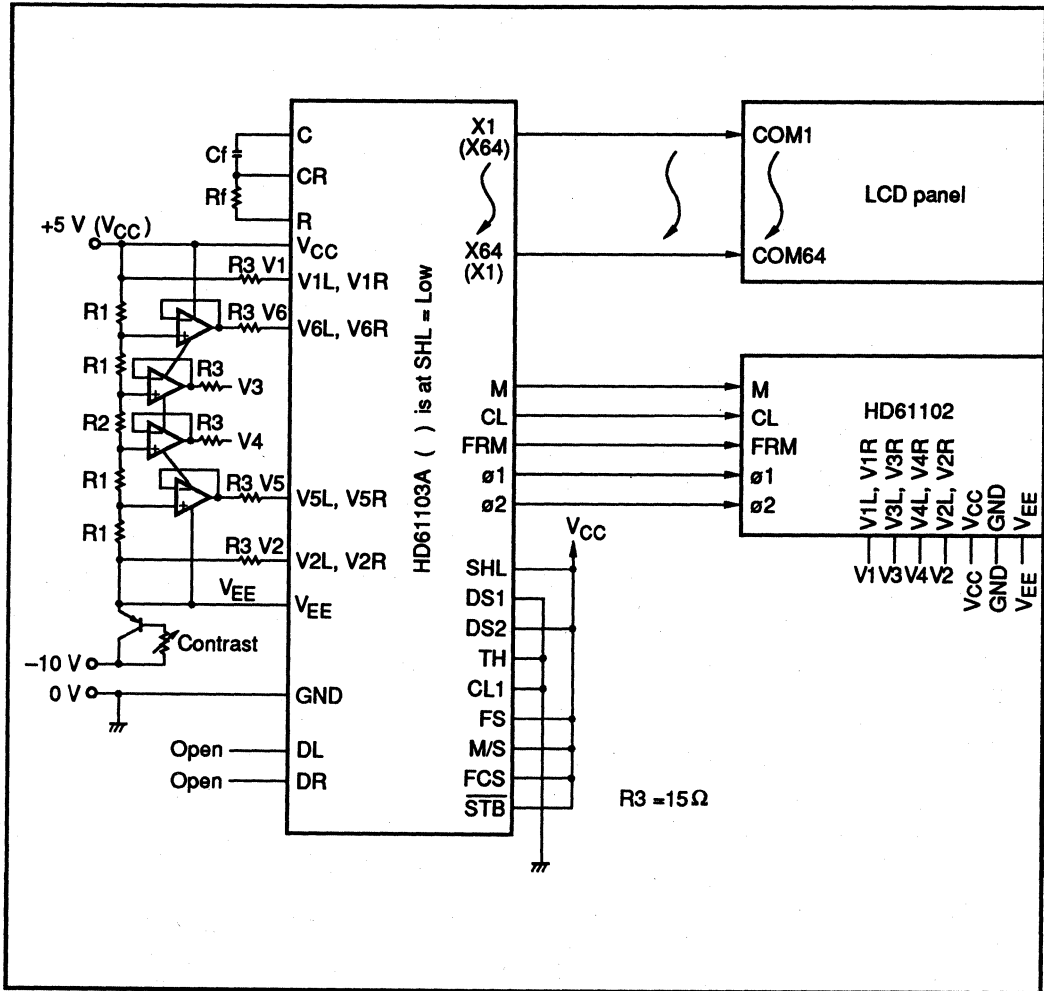 C
Cf
CR
Rf
R
+5 V (VCC)
VCC
R3 V1
V1L, V1R
R1
R3 V6
V6L, V6R
R1
R3
V3
R2
R3
V4
R1
R3 V5
V5L, V5R
R1
R3 V2
V2L, V2R
VEE
VEE
Contrast
–10 V
0 V
GND
Open
DL
Open
DR
HD61103A ( ) is at SHL = Low
X1
(X64)
X64
(X1)
M
CL
FRM
ø1
ø2
VCC
SHL
DS1
DS2
TH
CL1
FS
M/S
FCS
STB
R3 =15Ω
COM1
LCD panel
COM64
M
HD61102
CL
FRM
ø1
ø2
V1L, V1R
V3L, V3R
V4L, V4R
V2L, V2R
VCC
GND
VEE
V1
V3
V4
V2
VCC
GND
VEE